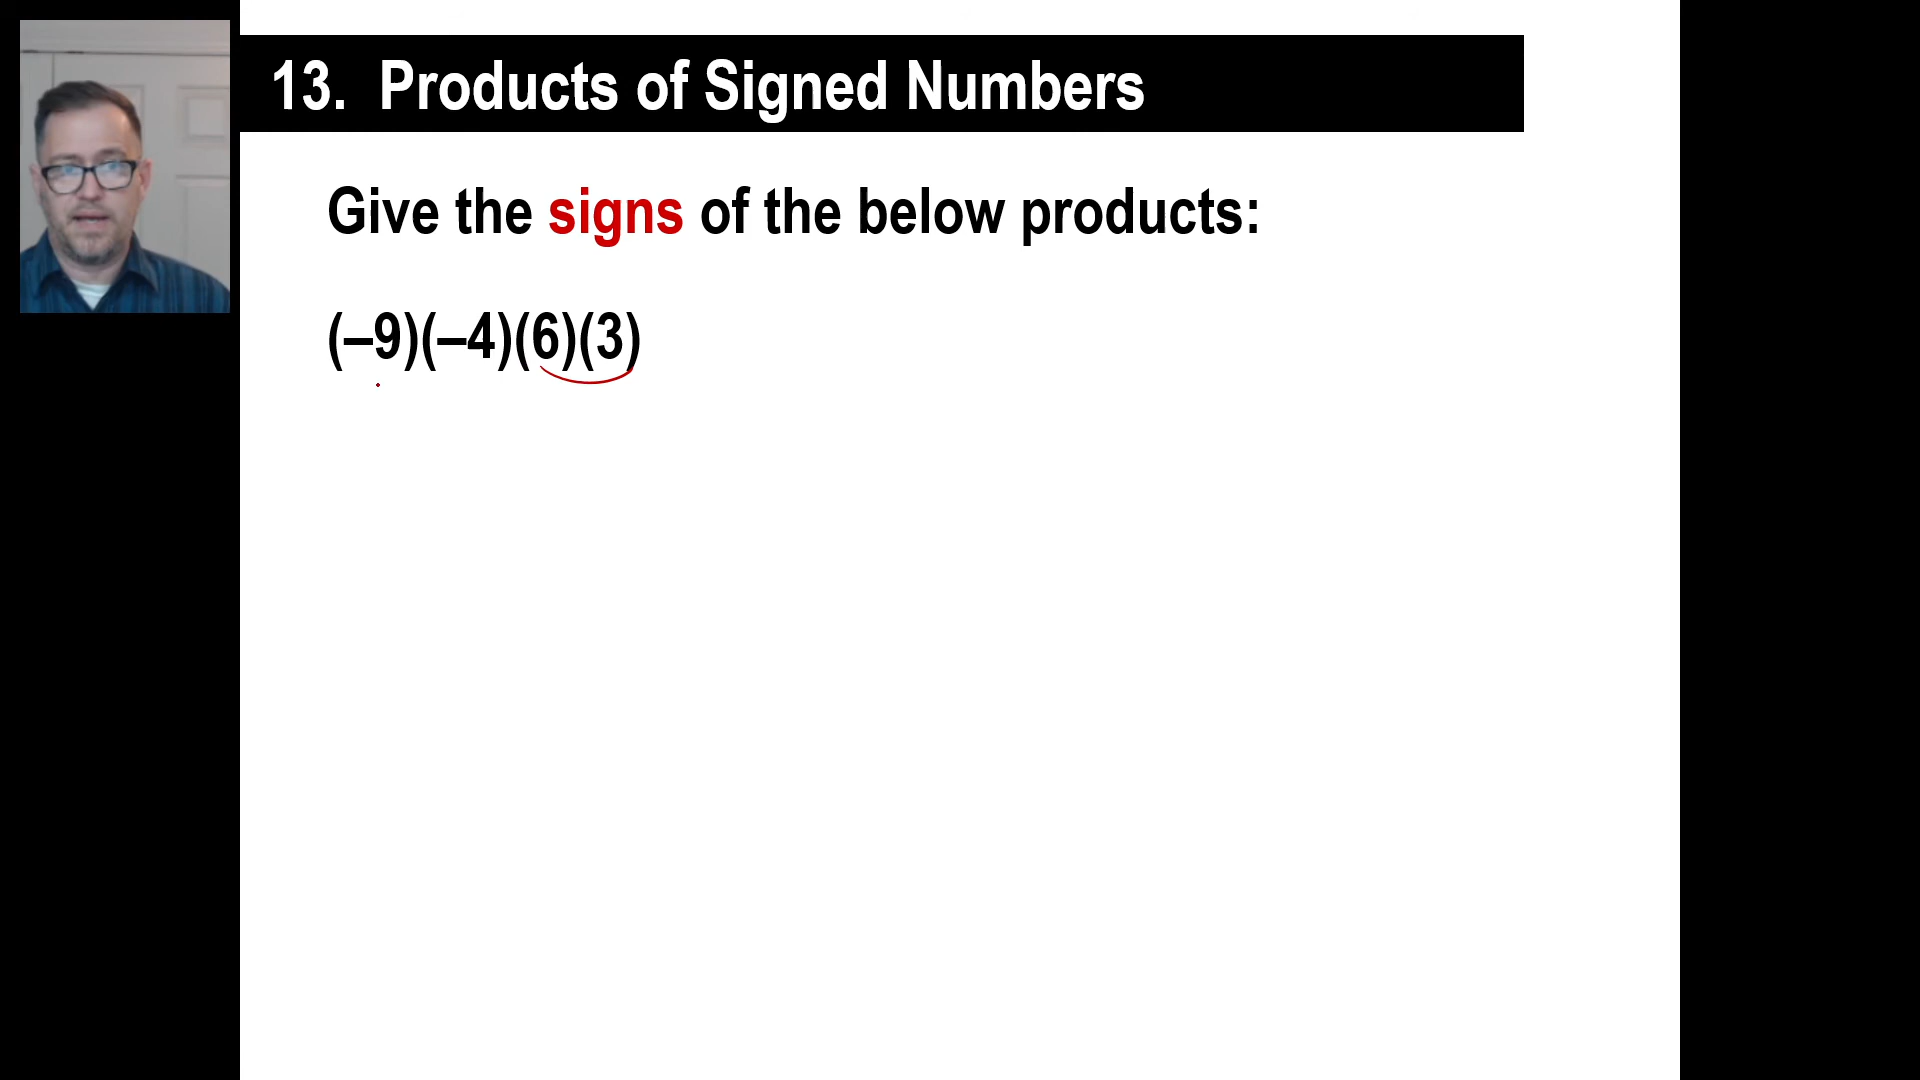 13. Products of Signed Numbers
Give the signs of the below products:
(–9)(–4)(6)(3)